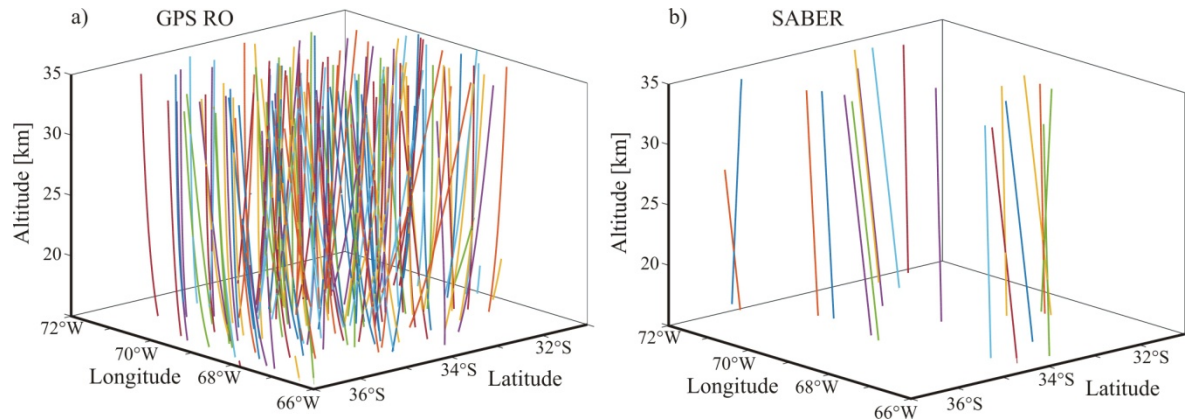 a) GPS RO
35
30
25
20
Altitude [km]
72°W
70°W
68°W
66°W
Longitude
36°S
34°S
32°S
Latitude
b) SABER
35
30
25
20
Altitude [km]
72°W
70°W
68°W
66°W
Longitude
36°S
34°S
32°S
Latitude